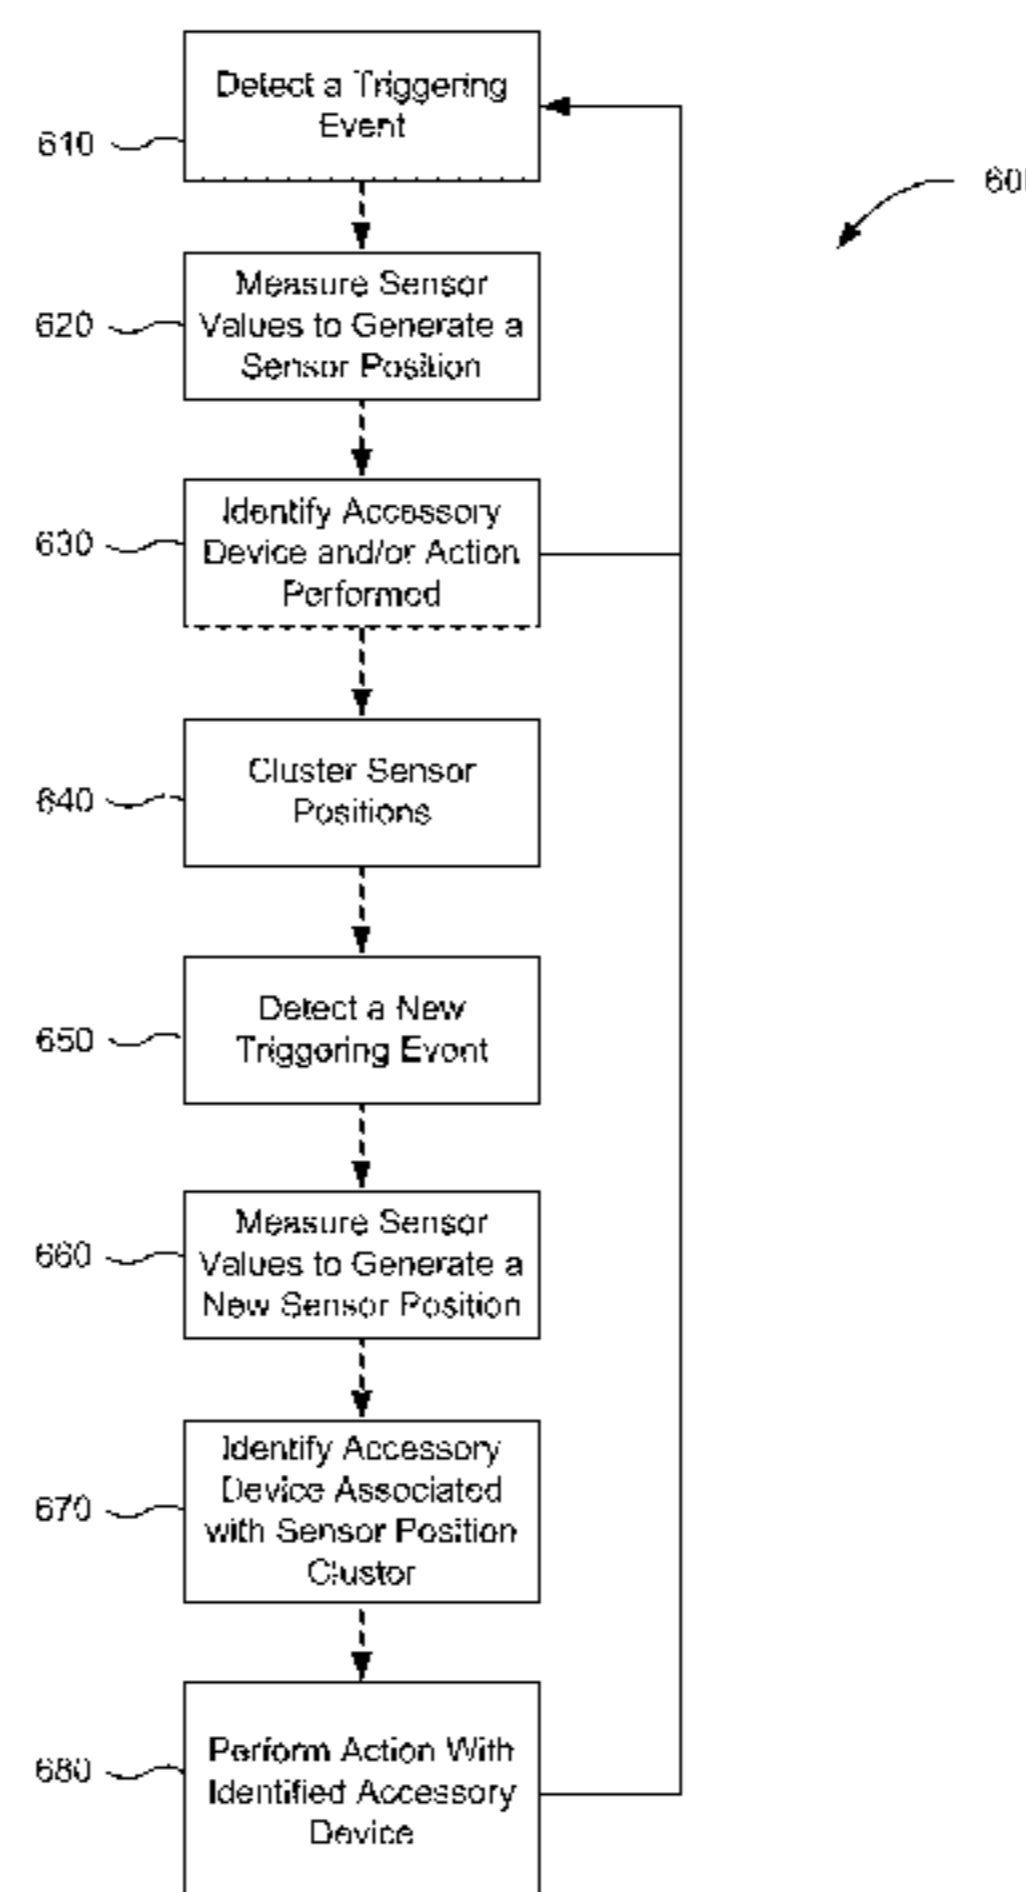 Detect a Triggering
Event
610
60
Measure Sensor
Values to Generate a
Sensor Position
620
Identify Accessory
Device and/or Action
Performed
630
Cluster Sensor
Positions
640
Detect a New
Triggering Event
650
Measure Sensor
Values to Generate a
New Sensor Position
660
Identify Accessory
Device Associated
with Sensor Position
Cluster
670
Perform Action With
Identified Accessory
Device
680